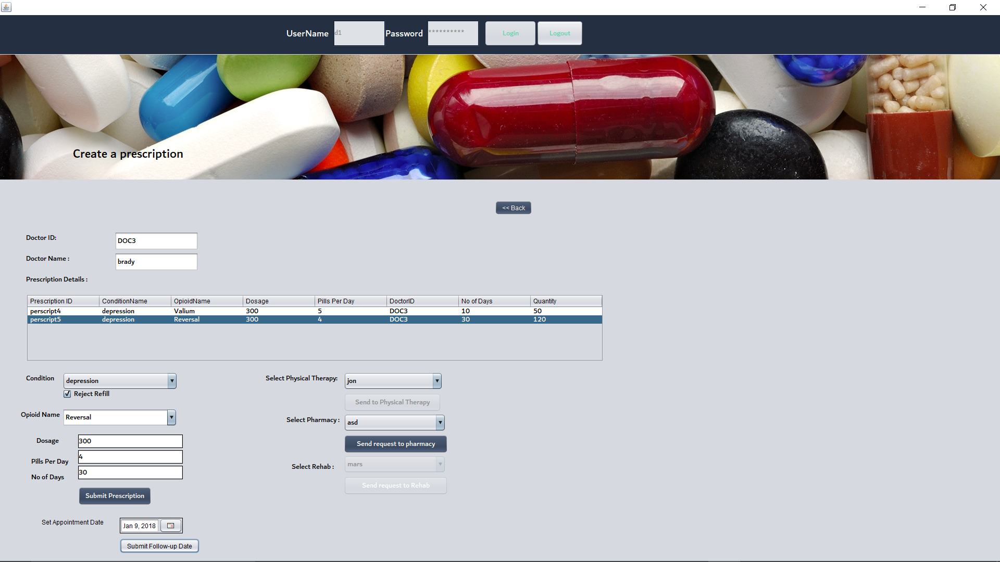 UserName d1 Password ********** Login Logout
Create a prescription
<< Back
Doctor ID: DOC3
Doctor Name : brady
Prescription Details :
Prescription ID ConditionName OpioidName Dosage Pills Per Day DoctorID No of Days Quantity
perscript4 depression Valium 300 5 DOC3 10 50
perscript5 depression Reversal 300 4 DOC3 30 120
Condition depression
Reject Refill
Opioid Name Reversal
Dosage 300
Pills Per Day 4
No of Days 30
Submit Prescription
Set Appointment Date Jan 9, 2018
Submit Follow-up Date
Select Physical Therapy: jon
Send to Physical Therapy
Select Pharmacy : asd
Send request to pharmacy
Select Rehab : mars
Send request to Rehab